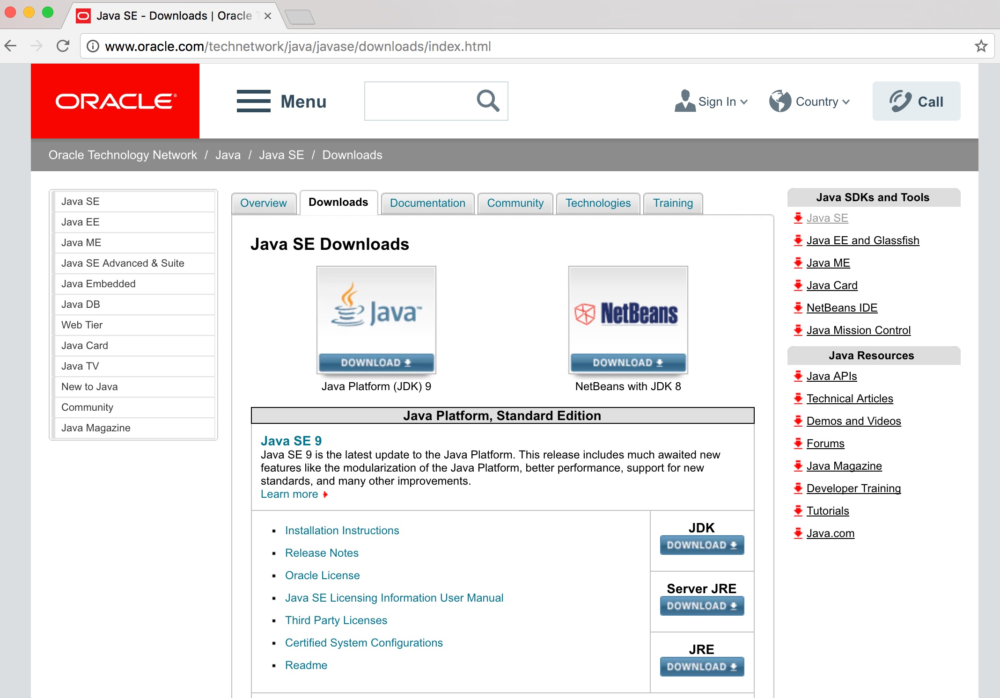 Java SE - Downloads | Oracle
www.oracle.com/technetwork/java/javase/downloads/index.html
ORACLE®
Menu
Sign In
Country
Call
Oracle Technology Network / Java / Java SE / Downloads
Java SE
Java EE
Java ME
Java SE Advanced & Suite
Java Embedded
Java DB
Web Tier
Java Card
Java TV
New to Java
Community
Java Magazine
Overview
Downloads
Documentation
Community
Technologies
Training
Java SE Downloads
Java™
DOWNLOAD
Java Platform (JDK) 9
NetBeans
DOWNLOAD
NetBeans with JDK 8
Java Platform, Standard Edition
Java SE 9
Java SE 9 is the latest update to the Java Platform. This release includes much awaited new
features like the modularization of the Java Platform, better performance, support for new
standards, and many other improvements.
Learn more
Installation Instructions
Release Notes
Oracle License
Java SE Licensing Information User Manual
Third Party Licenses
Certified System Configurations
Readme
JDK
DOWNLOAD
Server JRE
DOWNLOAD
JRE
DOWNLOAD
Java SDKs and Tools
Java SE
Java EE and Glassfish
Java ME
Java Card
NetBeans IDE
Java Mission Control
Java Resources
Java APIs
Technical Articles
Demos and Videos
Forums
Java Magazine
Developer Training
Tutorials
Java.com